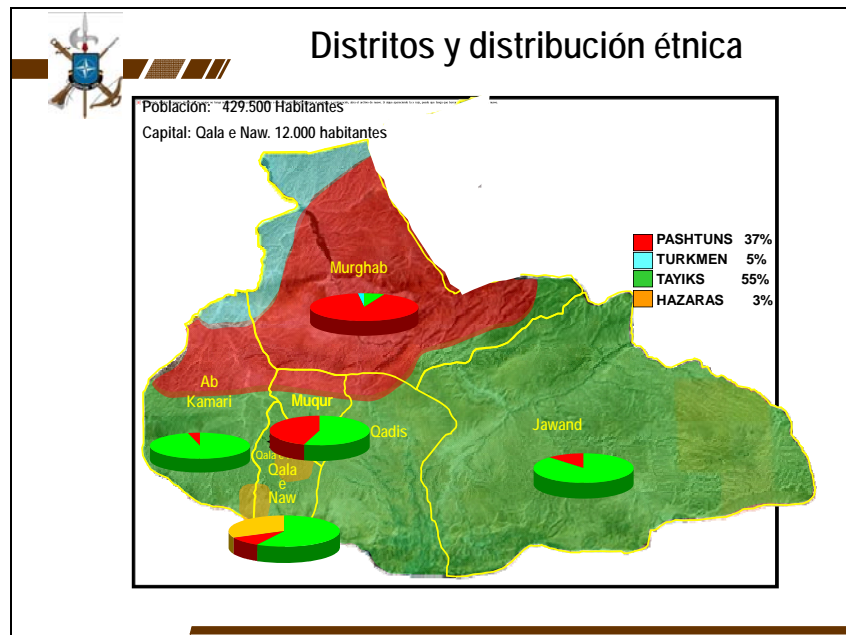 Distritos y distribución étnica
Población: 429.500 Habitantes
Capital: Qala e Naw. 12.000 habitantes
PASHTUNS 37%
TURKMEN 5%
TAYIKS 55%
HAZARAS 3%
Murghab
Ab
Kamari
Muqur
Qadis
Jawand
Qala e
Qala
e
Naw